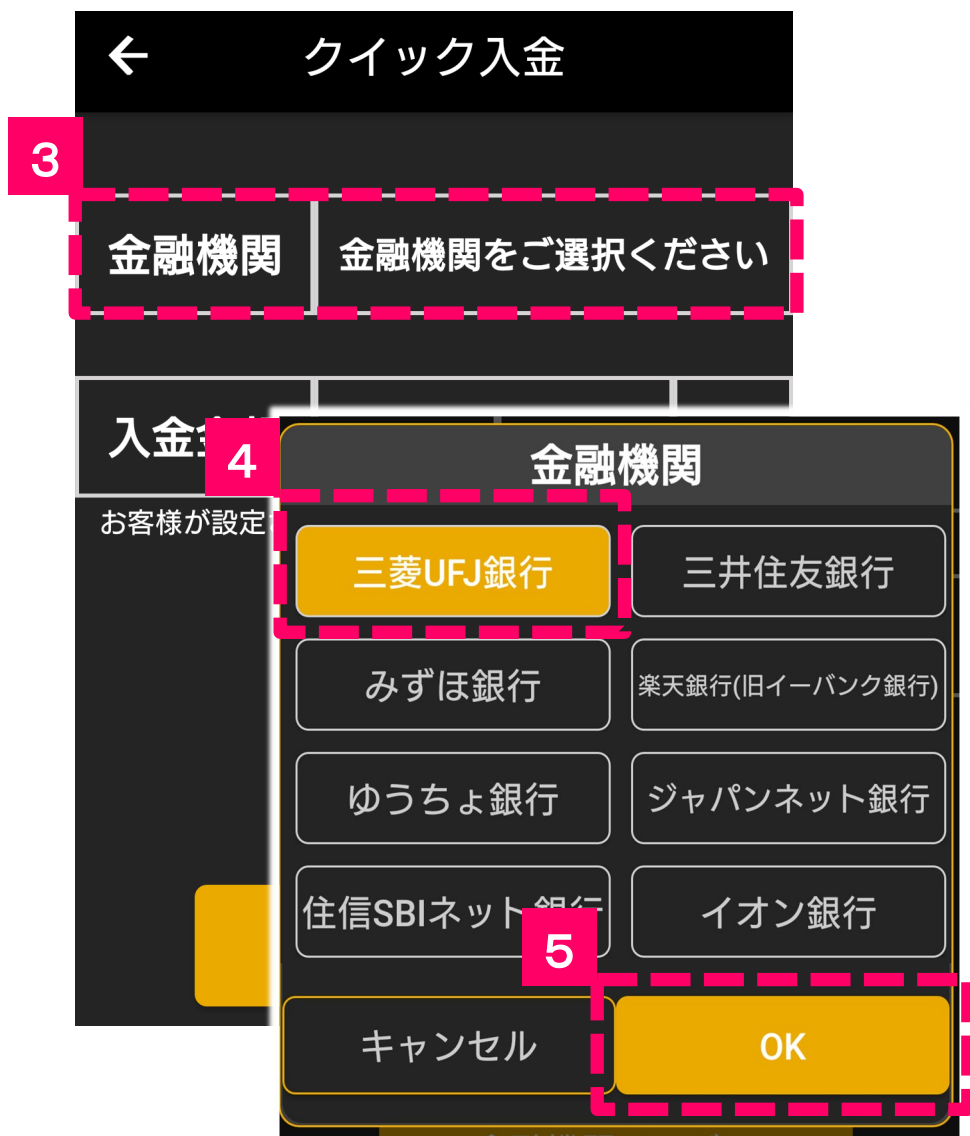 クイック入金
3
金融機関
金融機関をご選択ください
入金
4
お客様が設定
金融機関
三菱UFJ銀行
三井住友銀行
みずほ銀行
楽天銀行(旧イーバンク銀行)
ゆうちょ銀行
ジャパンネット銀行
住信SBIネット銀行
イオン銀行
5
キャンセル
OK